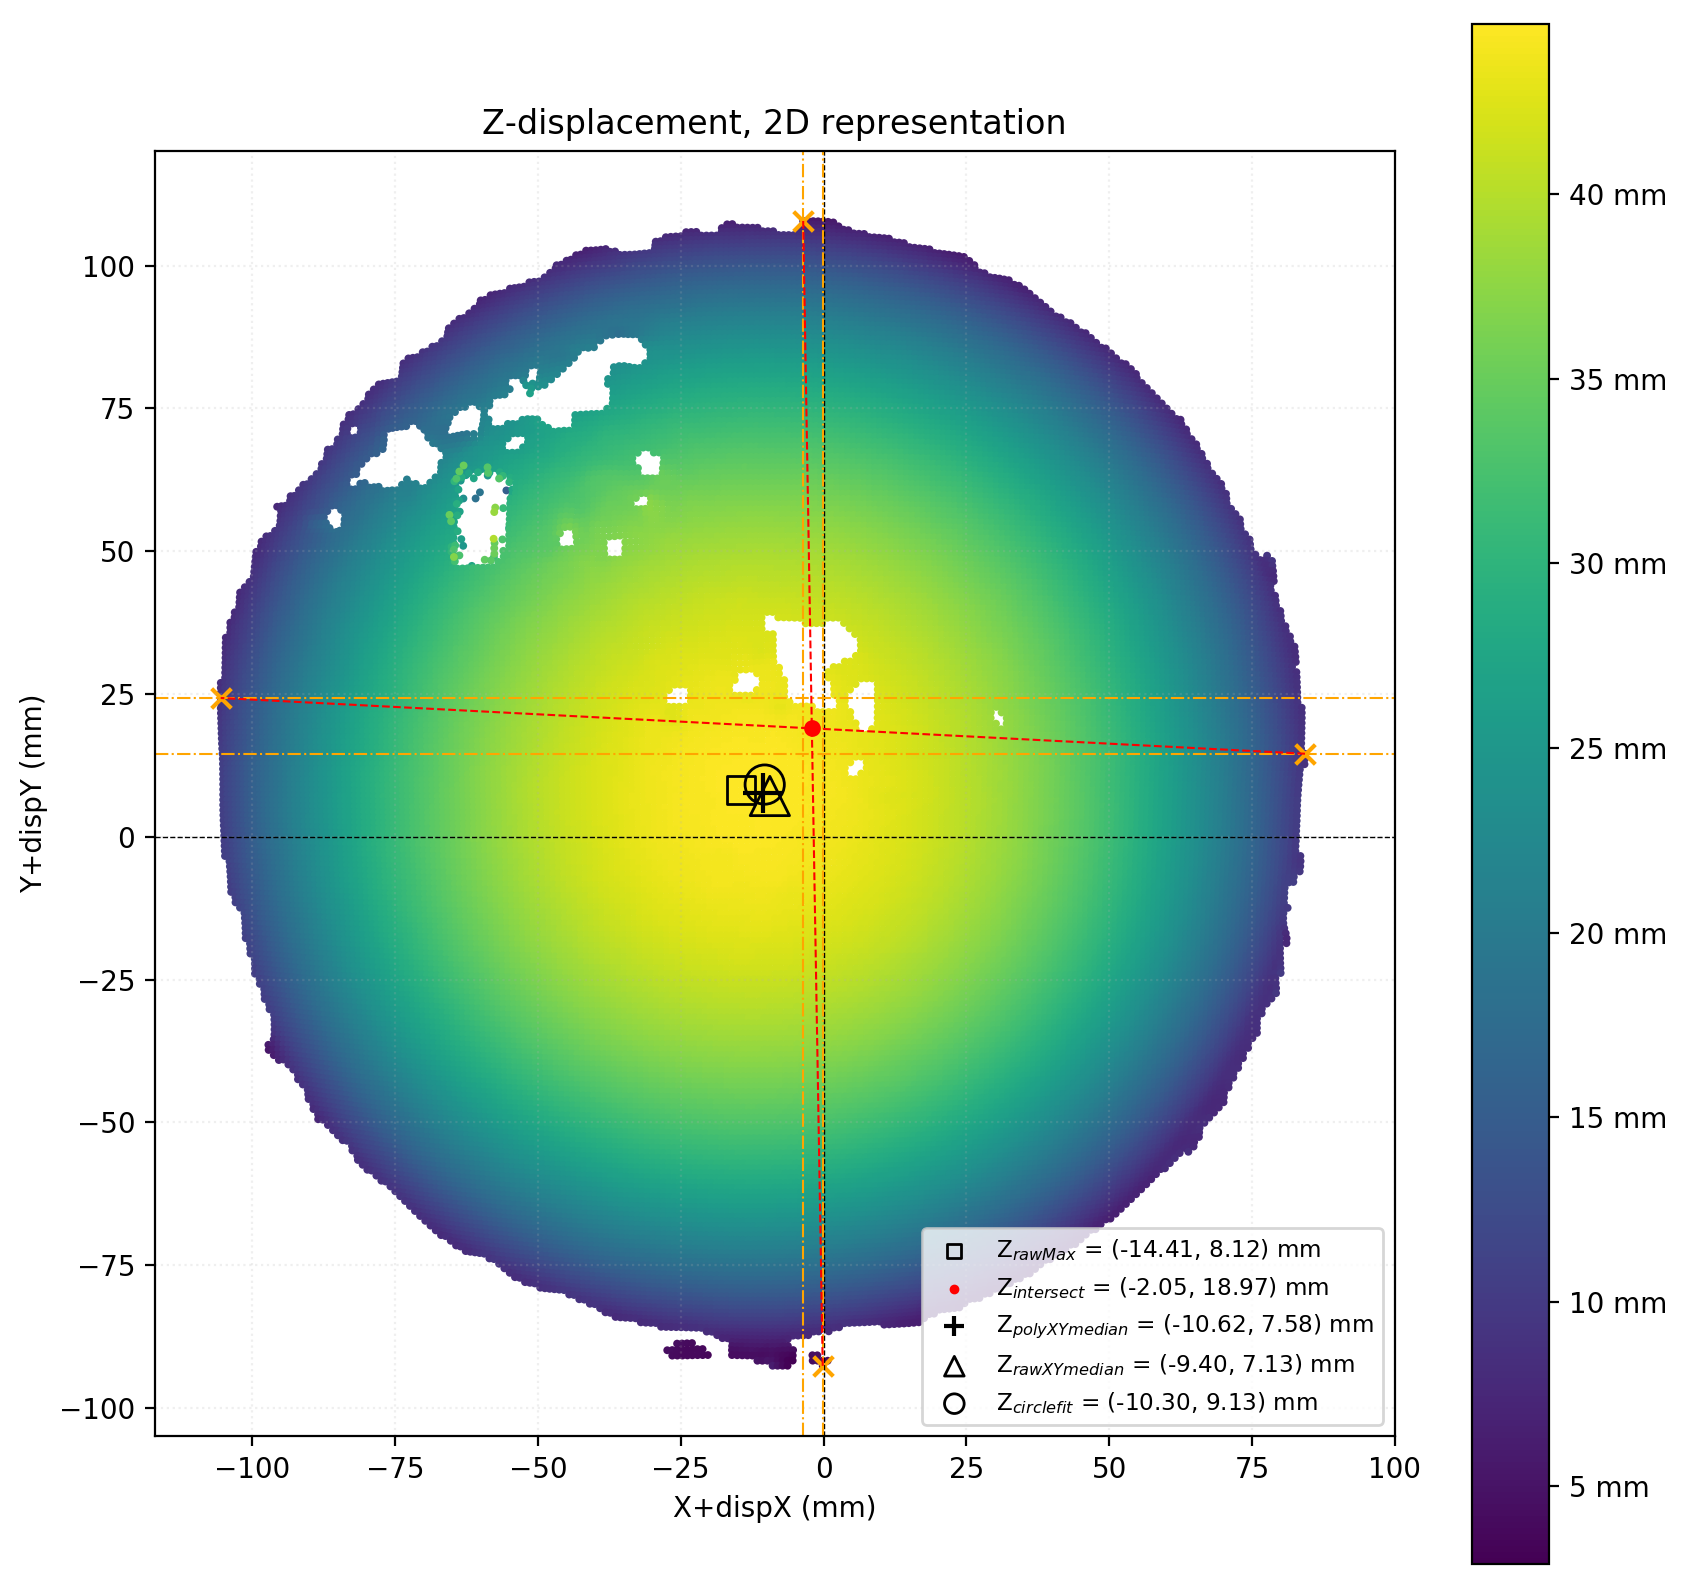 Z-displacement, 2D representation
40 mm
35 mm
30 mm
25 mm
20 mm
15 mm
10 mm
5 mm
Y+dispY (mm)
100
75
50
25
0
−25
−50
−75
−100
Z_rawMax = (-14.41, 8.12) mm
Z_intersect = (-2.05, 18.97) mm
Z_polyXYmedian = (-10.62, 7.58) mm
Z_rawXYmedian = (-9.40, 7.13) mm
Z_circlefit = (-10.30, 9.13) mm
−100 −75 −50 −25 0 25 50 75 100
X+dispX (mm)